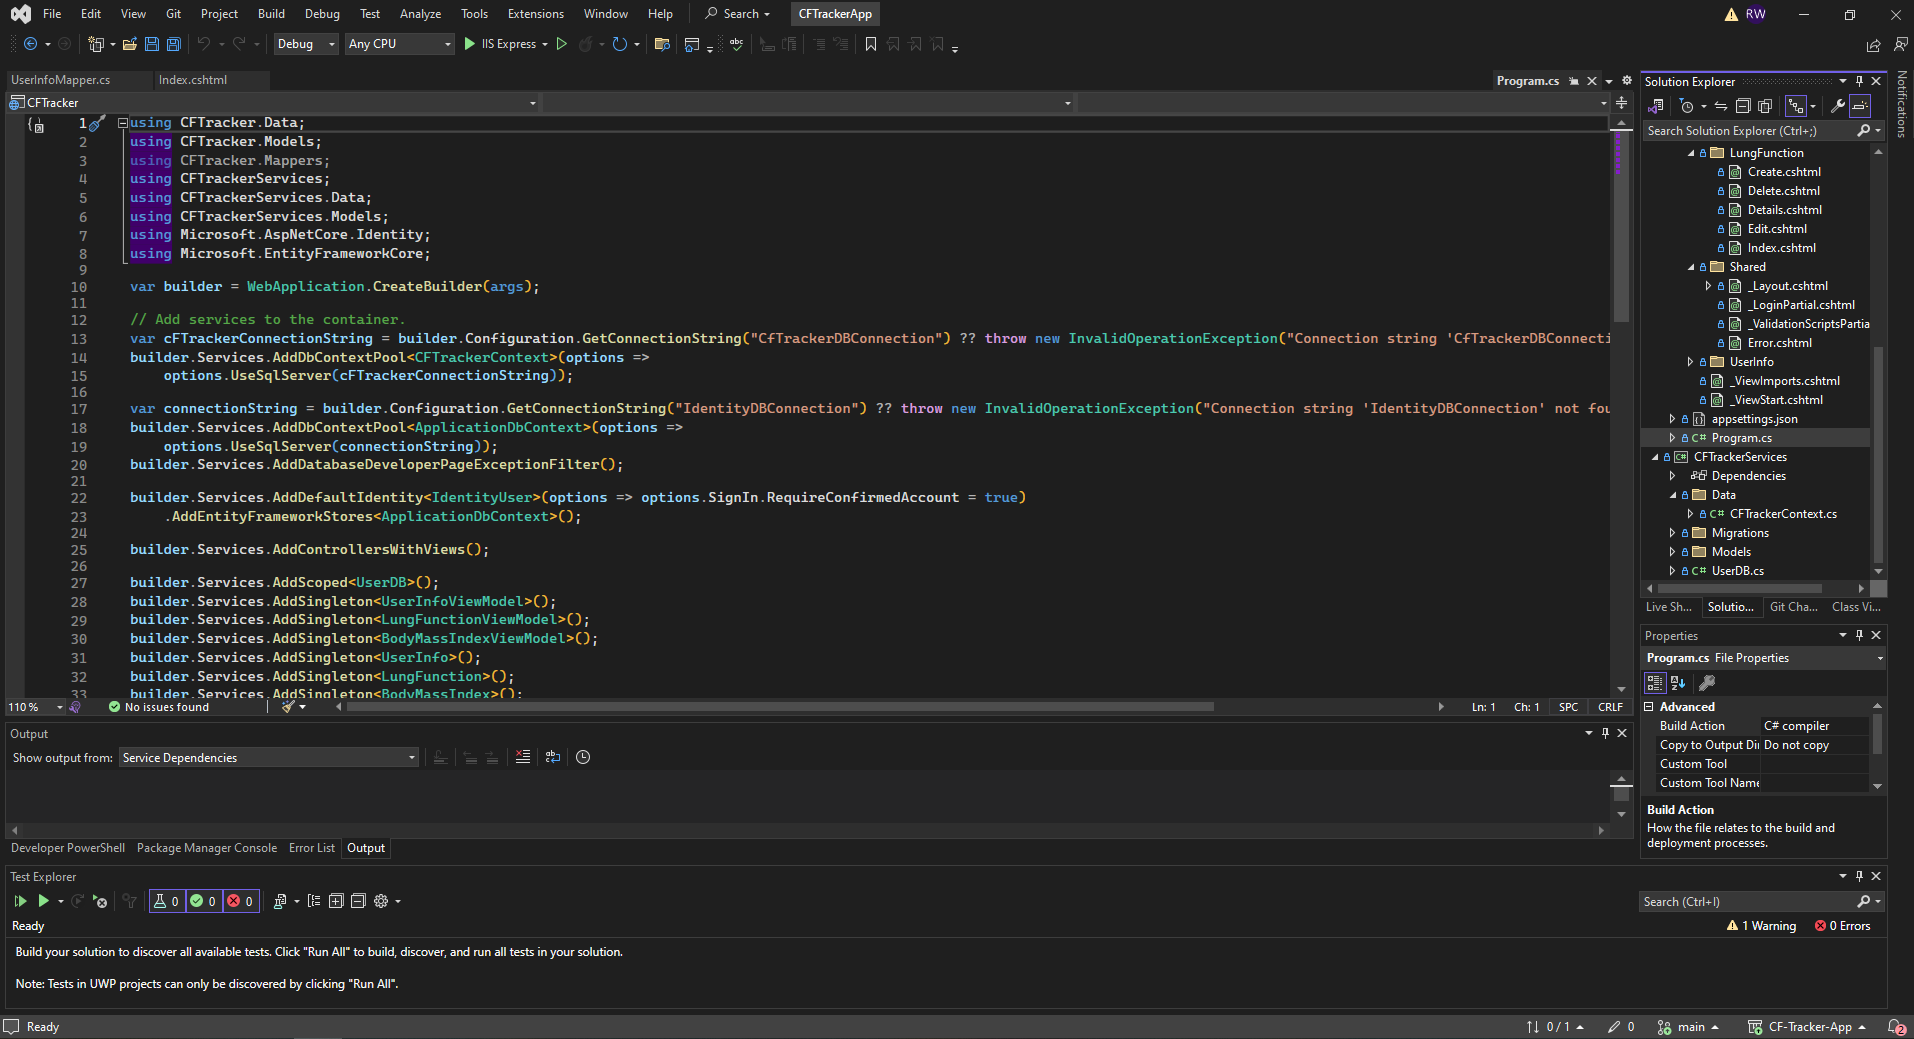 File Edit View Git Project Build Debug Test Analyze Tools Extensions Window Help Search CFTrackerApp RW
Debug Any CPU IIS Express
UserInfoMapper.cs Index.cshtml Program.cs
CFTracker
1 using CFTracker.Data;
2 using CFTracker.Models;
3 using CFTracker.Mappers;
4 using CFTrackerServices;
5 using CFTrackerServices.Data;
6 using CFTrackerServices.Models;
7 using Microsoft.AspNetCore.Identity;
8 using Microsoft.EntityFrameworkCore;
9
10 var builder = WebApplication.CreateBuilder(args);
11
12 // Add services to the container.
13 var cFTrackerConnectionString = builder.Configuration.GetConnectionString("CfTrackerDBConnection") ?? throw new InvalidOperationException("Connection string 'CfTrackerDBConnecti
14 builder.Services.AddDbContextPool<CFTrackerContext>(options =>
15 options.UseSqlServer(cFTrackerConnectionString));
16
17 var connectionString = builder.Configuration.GetConnectionString("IdentityDBConnection") ?? throw new InvalidOperationException("Connection string 'IdentityDBConnection' not fou
18 builder.Services.AddDbContextPool<ApplicationDbContext>(options =>
19 options.UseSqlServer(connectionString));
20 builder.Services.AddDatabaseDeveloperPageExceptionFilter();
21
22 builder.Services.AddDefaultIdentity<IdentityUser>(options => options.SignIn.RequireConfirmedAccount = true)
23 .AddEntityFrameworkStores<ApplicationDbContext>();
24
25 builder.Services.AddControllersWithViews();
26
27 builder.Services.AddScoped<UserDB>();
28 builder.Services.AddSingleton<UserInfoViewModel>();
29 builder.Services.AddSingleton<LungFunctionViewModel>();
30 builder.Services.AddSingleton<BodyMassIndexViewModel>();
31 builder.Services.AddSingleton<UserInfo>();
32 builder.Services.AddSingleton<LungFunction>();
33 builder.Services.AddSingleton<BodyMassIndex>();
110 % No issues found Ln: 1 Ch: 1 SPC CRLF
Output
Show output from: Service Dependencies
Developer PowerShell Package Manager Console Error List Output
Test Explorer
0 0 0
Search (Ctrl+I)
Ready
1 Warning 0 Errors
Build your solution to discover all available tests. Click "Run All" to build, discover, and run all tests in your solution.
Note: Tests in UWP projects can only be discovered by clicking "Run All".
Solution Explorer
Search Solution Explorer (Ctrl+;)
LungFunction
Create.cshtml
Delete.cshtml
Details.cshtml
Edit.cshtml
Index.cshtml
Shared
_Layout.cshtml
_LoginPartial.cshtml
_ValidationScriptsPartia
Error.cshtml
UserInfo
_ViewImports.cshtml
_ViewStart.cshtml
appsettings.json
C# Program.cs
C# CFTrackerServices
Dependencies
Data
C# CFTrackerContext.cs
Migrations
Models
C# UserDB.cs
Live Sh... Solutio... Git Cha... Class Vi...
Properties
Program.cs File Properties
Advanced
Build Action C# compiler
Copy to Output Di Do not copy
Custom Tool
Custom Tool Name
Build Action
How the file relates to the build and
deployment processes.
Notifications
Ready 0 / 1 0 main CF-Tracker-App 2